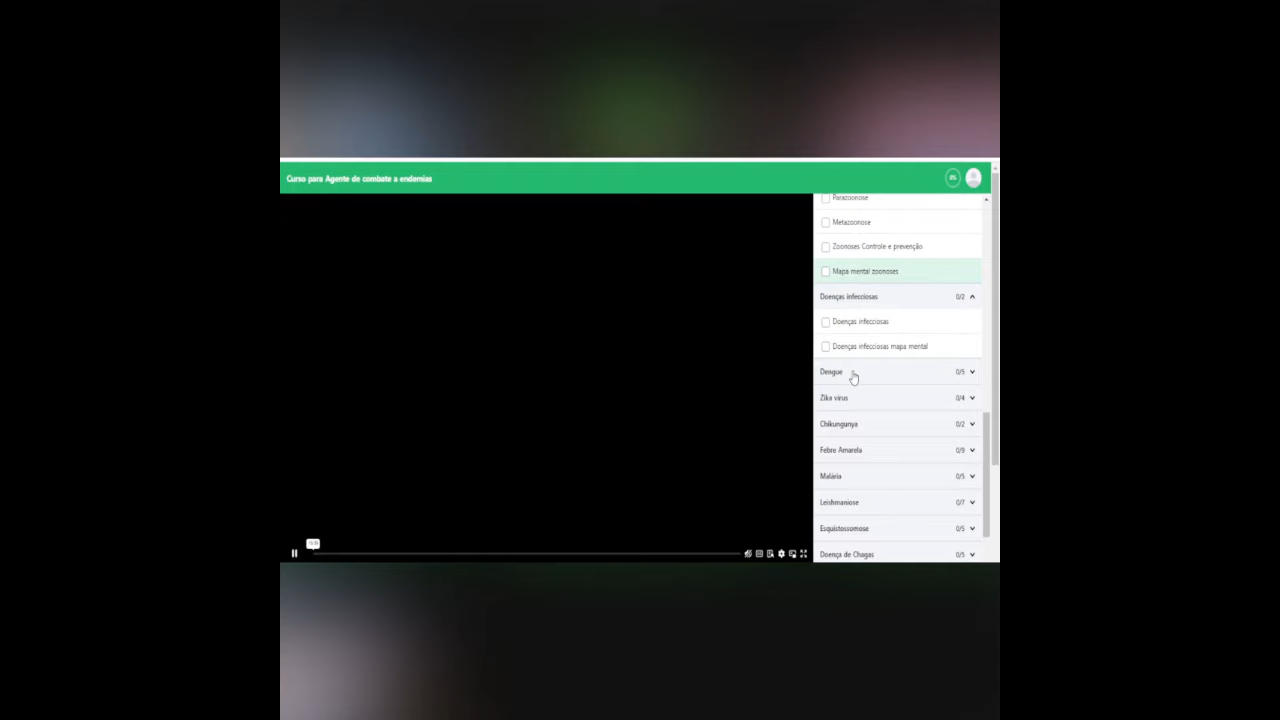 Curso para Agente de combate a endemias
Parazoonose
Metazoonose
Zoonoses Controle e prevenção
Mapa mental zoonoses
Doenças infecciosas 0/2
Doenças infecciosas
Doenças infecciosas mapa mental
Dengue 0/5
Zika vírus 0/4
Chikungunya 0/2
Febre Amarela 0/9
Malária 0/5
Leishmaniose 0/7
Esquistossomose 0/5
Doença de Chagas 0/5